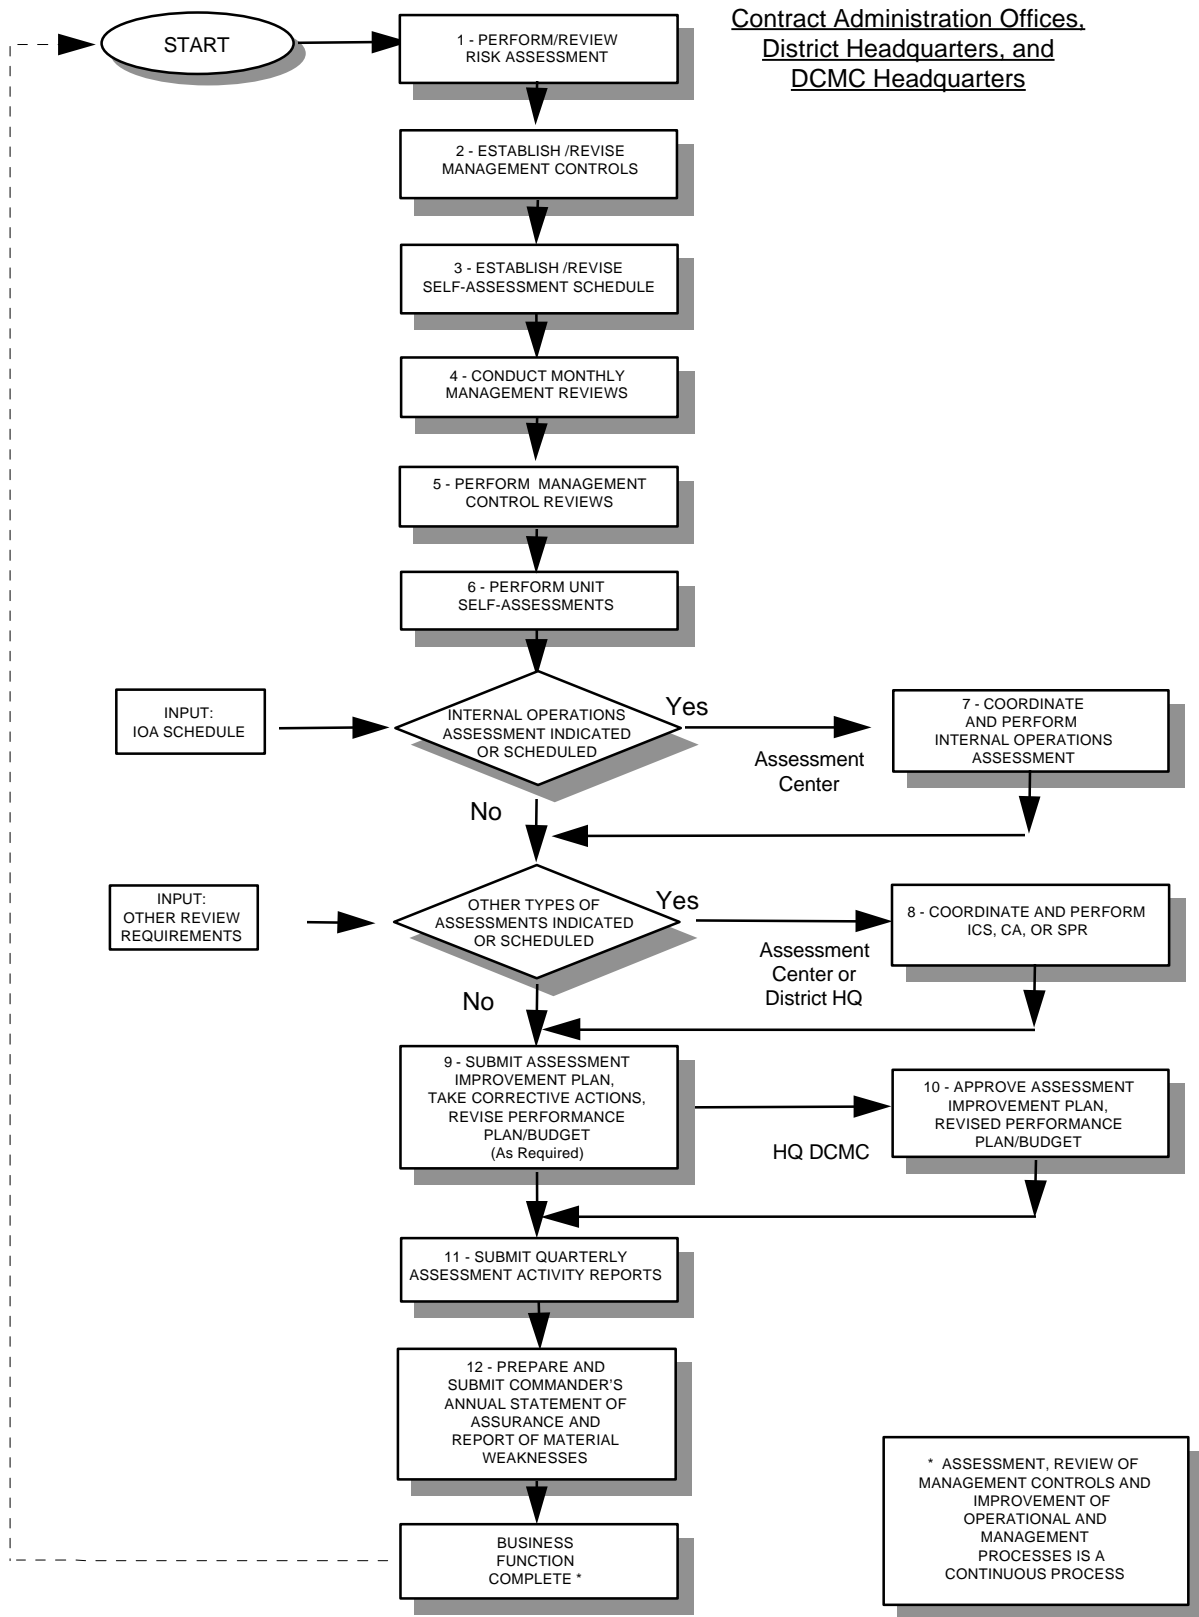 Contract Administration Offices,
District Headquarters, and
DCMC Headquarters
START
1 - PERFORM/REVIEW
RISK ASSESSMENT
2 - ESTABLISH /REVISE
MANAGEMENT CONTROLS
3 - ESTABLISH /REVISE
SELF-ASSESSMENT SCHEDULE
4 - CONDUCT MONTHLY
MANAGEMENT REVIEWS
5 - PERFORM MANAGEMENT
CONTROL REVIEWS
6 - PERFORM UNIT
SELF-ASSESSMENTS
INPUT:
IOA SCHEDULE
INTERNAL OPERATIONS
ASSESSMENT INDICATED
OR SCHEDULED
Yes
Assessment
Center
7 - COORDINATE
AND PERFORM
INTERNAL OPERATIONS
ASSESSMENT
No
INPUT:
OTHER REVIEW
REQUIREMENTS
OTHER TYPES OF
ASSESSMENTS INDICATED
OR SCHEDULED
Yes
Assessment
Center or
District HQ
8 - COORDINATE AND PERFORM
ICS, CA, OR SPR
No
9 - SUBMIT ASSESSMENT
IMPROVEMENT PLAN,
TAKE CORRECTIVE ACTIONS,
REVISE PERFORMANCE
PLAN/BUDGET
(As Required)
HQ DCMC
10 - APPROVE ASSESSMENT
IMPROVEMENT PLAN,
REVISED PERFORMANCE
PLAN/BUDGET
11 - SUBMIT QUARTERLY
ASSESSMENT ACTIVITY REPORTS
12 - PREPARE AND
SUBMIT COMMANDER'S
ANNUAL STATEMENT OF
ASSURANCE AND
REPORT OF MATERIAL
WEAKNESSES
BUSINESS
FUNCTION
COMPLETE *
* ASSESSMENT, REVIEW OF
MANAGEMENT CONTROLS AND
IMPROVEMENT OF
OPERATIONAL AND
MANAGEMENT
PROCESSES IS A
CONTINUOUS PROCESS